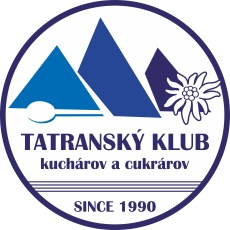 TATRANSKÝ KLUB
kuchárov a cukrárov
SINCE 1990